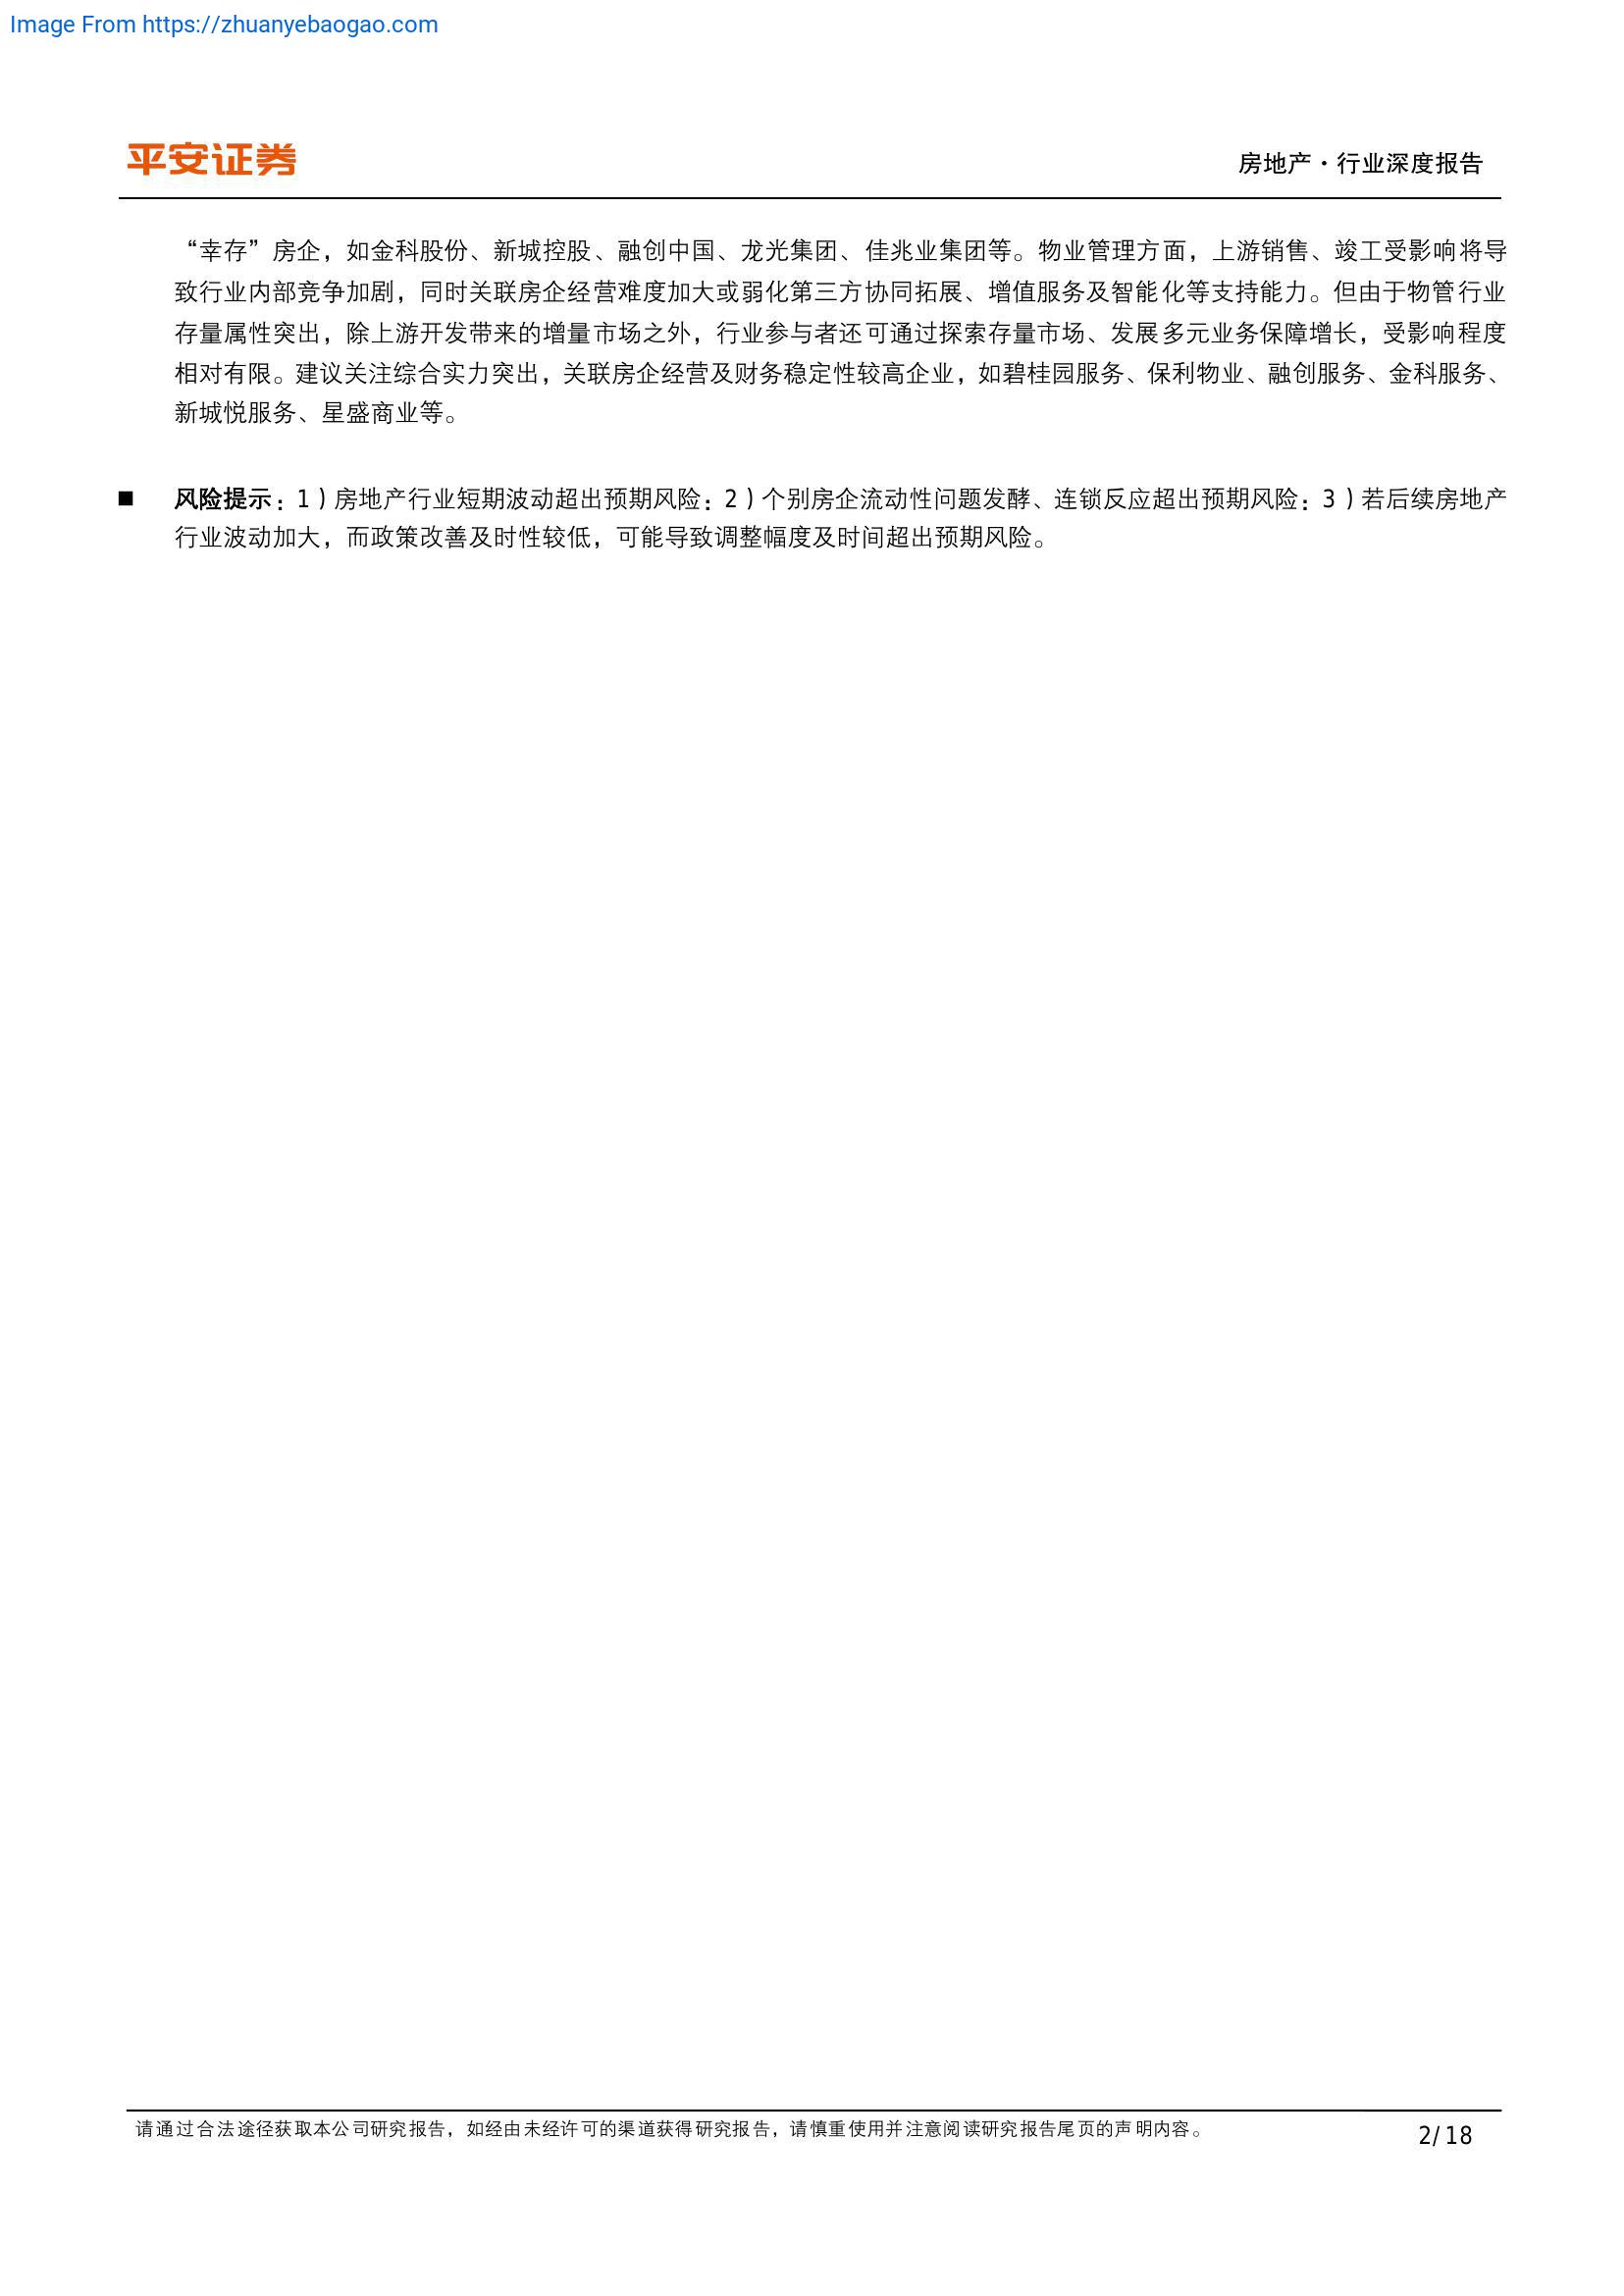 Image From https://zhuanyebaogao.com
平安证券
房地产·行业深度报告
“幸存”房企，如金科股份、新城控股、融创中国、龙光集团、佳兆业集团等。物业管理方面，上游销售、竣工受影响将导
致行业内部竞争加剧，同时关联房企经营难度加大或弱化第三方协同拓展、增值服务及智能化等支持能力。但由于物管行业
存量属性突出，除上游开发带来的增量市场之外，行业参与者还可通过探索存量市场、发展多元业务保障增长，受影响程度
相对有限。建议关注综合实力突出，关联房企经营及财务稳定性较高企业，如碧桂园服务、保利物业、融创服务、金科服务、
新城悦服务、星盛商业等。
■ 风险提示：1）房地产行业短期波动超出预期风险：2）个别房企流动性问题发酵、连锁反应超出预期风险：3）若后续房地产
行业波动加大，而政策改善及时性较低，可能导致调整幅度及时间超出预期风险。
请通过合法途径获取本公司研究报告，如经由未经许可的渠道获得研究报告，请慎重使用并注意阅读研究报告尾页的声明内容。
2/18